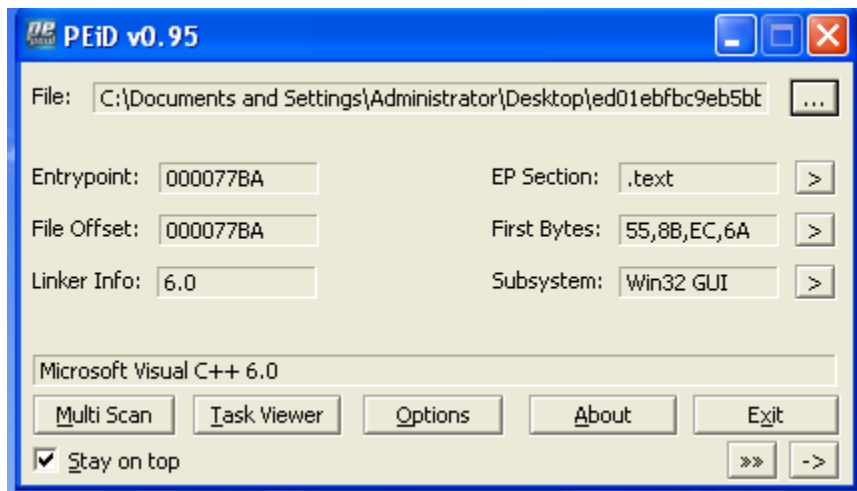 PEiD v0.95
File: C:\Documents and Settings\Administrator\Desktop\ed01ebfbc9eb5bb ...
Entrypoint: 000077BA EP Section: .text >
File Offset: 000077BA First Bytes: 55,8B,EC,6A >
Linker Info: 6.0 Subsystem: Win32 GUI >
Microsoft Visual C++ 6.0
Multi Scan Task Viewer Options About Exit
Stay on top »» ->